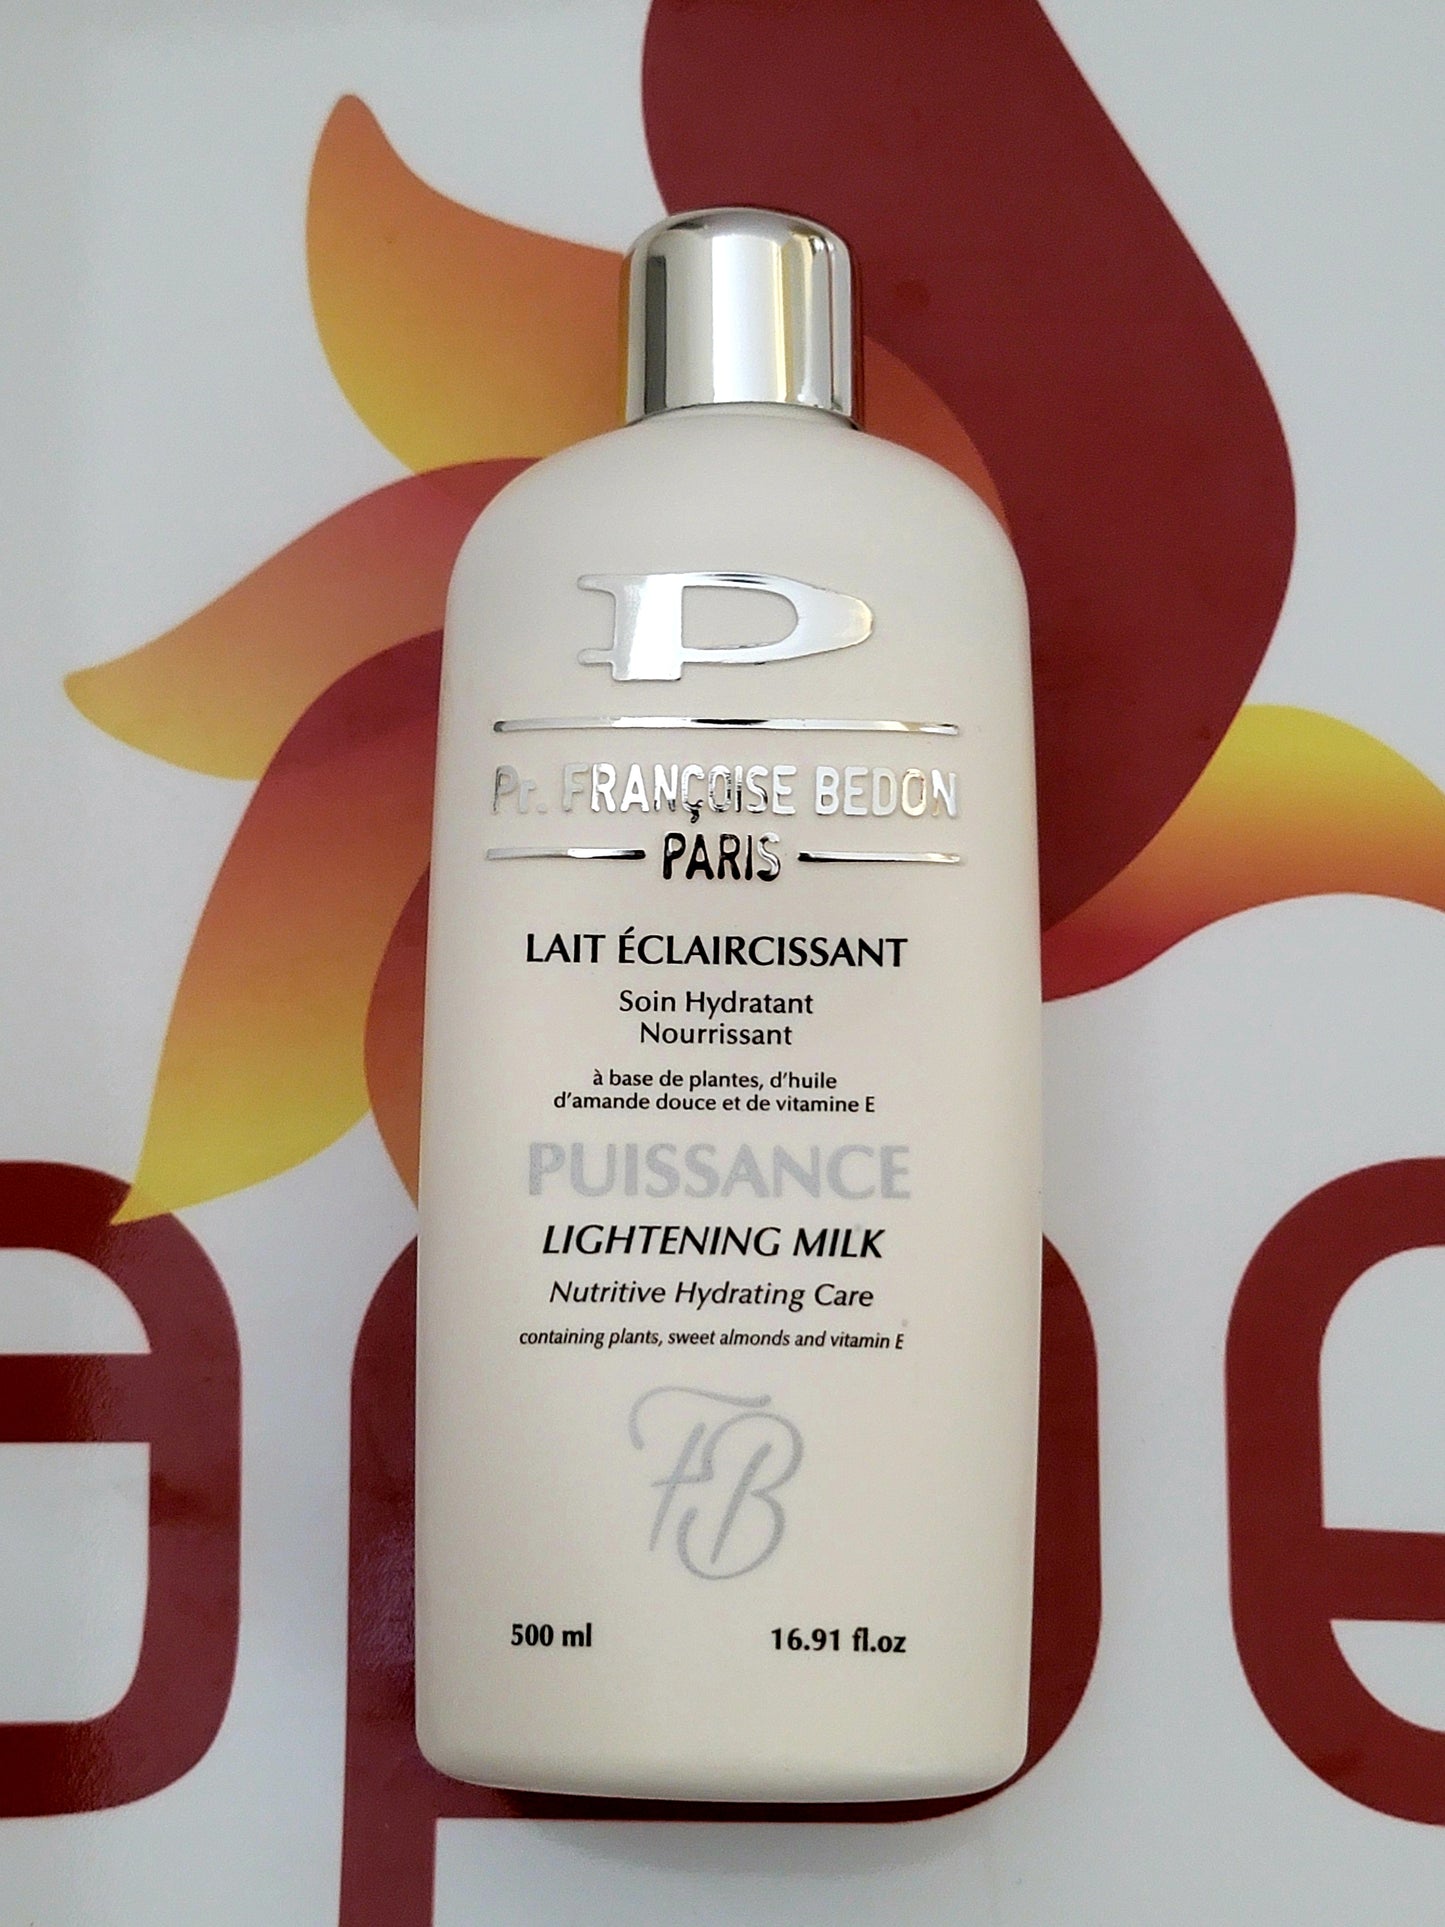 P
Pr. FRANÇOISE BEDON
PARIS
LAIT ÉCLAIRCISSANT
Soin Hydratant
Nourrissant
à base de plantes, d'huile
d'amande douce et de vitamine E
PUISSANCE
LIGHTENING MILK
Nutritive Hydrating Care
containing plants, sweet almonds and vitamin E
FB
500 ml 16.91 fl.oz